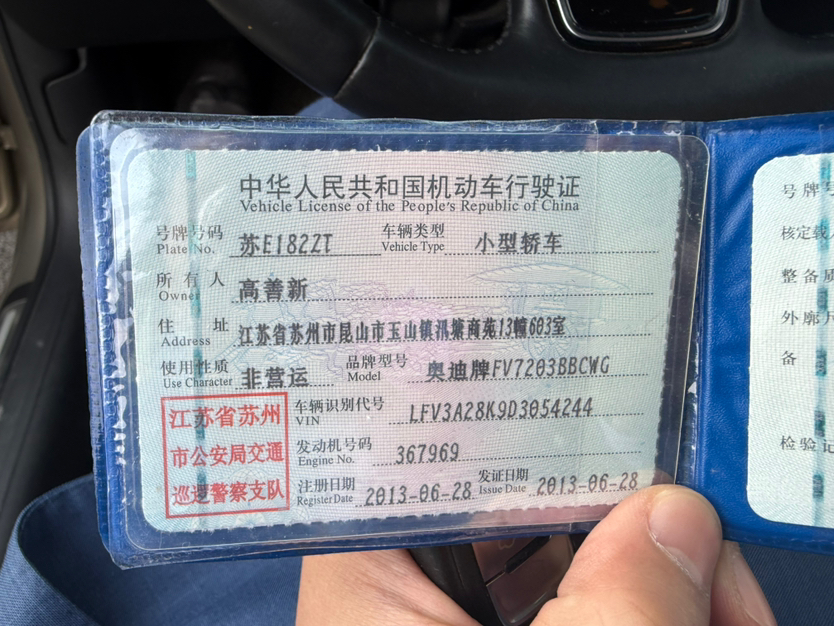 中华人民共和国机动车行驶证
Vehicle License of the People's Republic of China
号牌号码 Plate No. 苏E182ZT 车辆类型 Vehicle Type 小型轿车
所有人 Owner 高善新
住址 Address 江苏省苏州市昆山市玉山镇汛塘商苑13幢603室
使用性质 Use Character 非营运 品牌型号 Model 奥迪牌FV7203BBCWG
车辆识别代号 VIN LFV3A28K9D3054244
发动机号码 Engine No. 367969
注册日期 Register Date 2013-06-28 发证日期 Issue Date 2013-06-28
江苏省苏州
市公安局交通
巡逻警察支队
号牌号
核定载
整备质
外廓尺
备
检验记